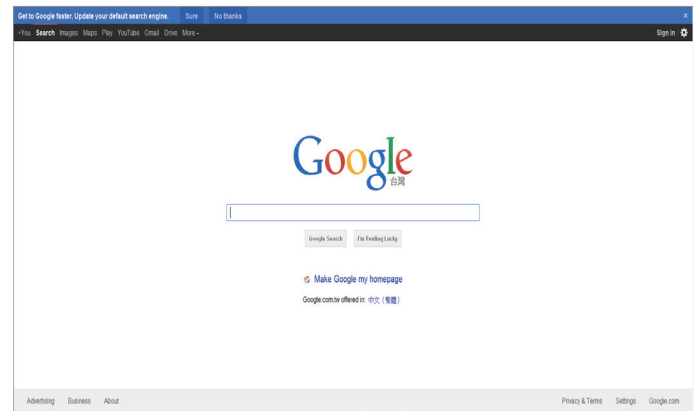 Get to Google faster. Update your default search engine. Sure No thanks x
+You Search Images Maps Play YouTube Gmail Drive More Sign in
Google
台灣
Google Search I'm Feeling Lucky
Make Google my homepage
Google.com.tw offered in: 中文 (繁體)
Advertising Business About Privacy & Terms Settings Google.com